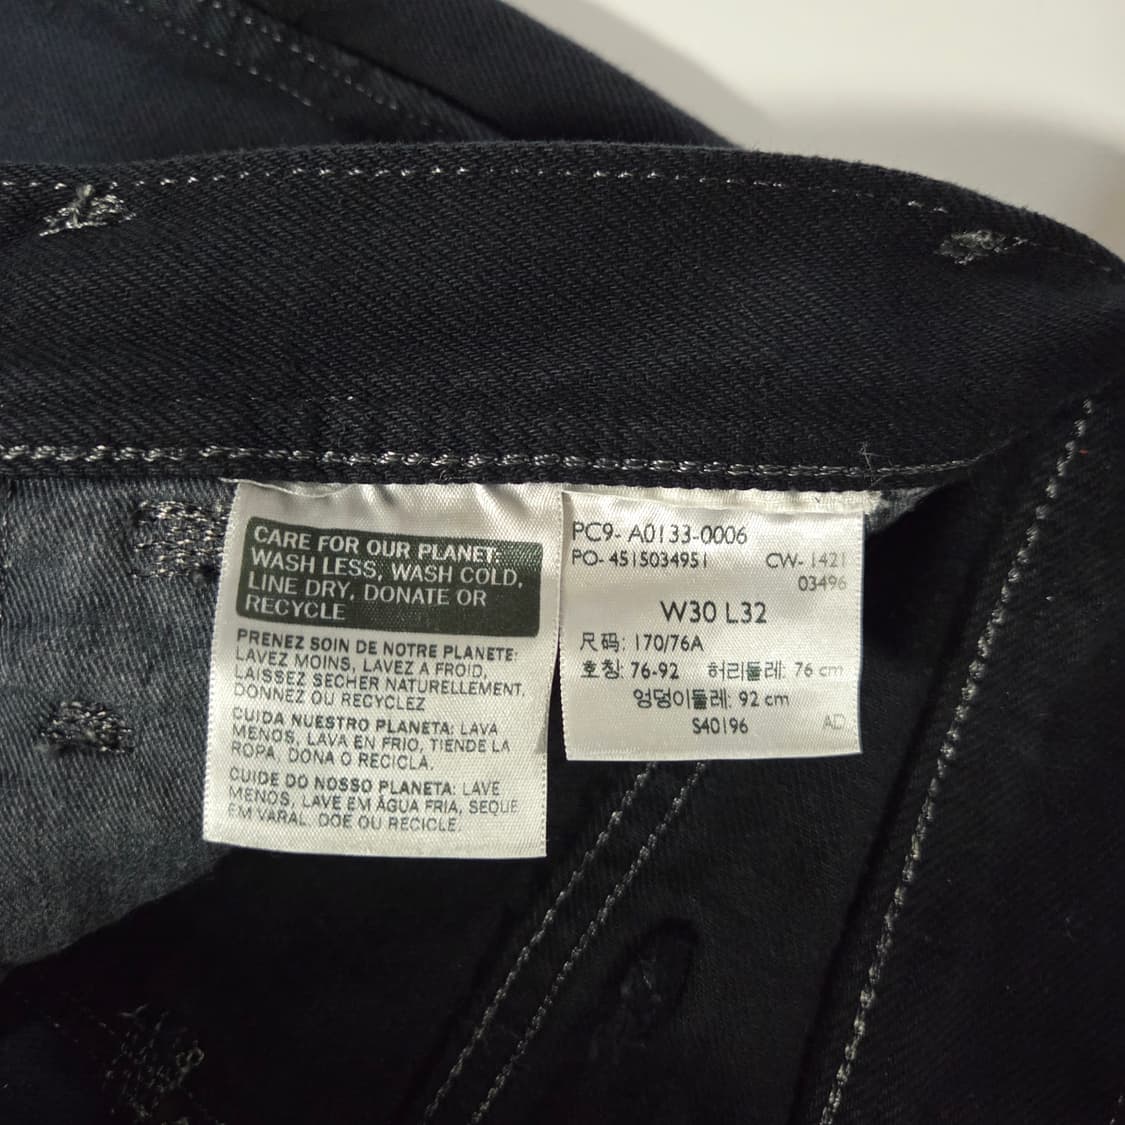 CARE FOR OUR PLANET:
WASH LESS, WASH COLD,
LINE DRY, DONATE OR
RECYCLE
PRENEZ SOIN DE NOTRE PLANETE:
LAVEZ MOINS, LAVEZ A FROID,
LAISSEZ SECHER NATURELLEMENT,
DONNEZ OU RECYCLEZ
CUIDA NUESTRO PLANETA: LAVA
MENOS, LAVA EN FRIO, TIENDE LA
ROPA, DONA O RECICLA.
CUIDE DO NOSSO PLANETA: LAVE
MENOS, LAVE EM ÁGUA FRIA, SEQUE
EM VARAL. DOE OU RECICLE.
PC9- A0133-0006
PO- 4515034951 CW- 1421
03496
W30 L32
尺码: 170/76A
호칭: 76-92 허리둘레: 76 cm
엉덩이둘레: 92 cm
S40196 AD